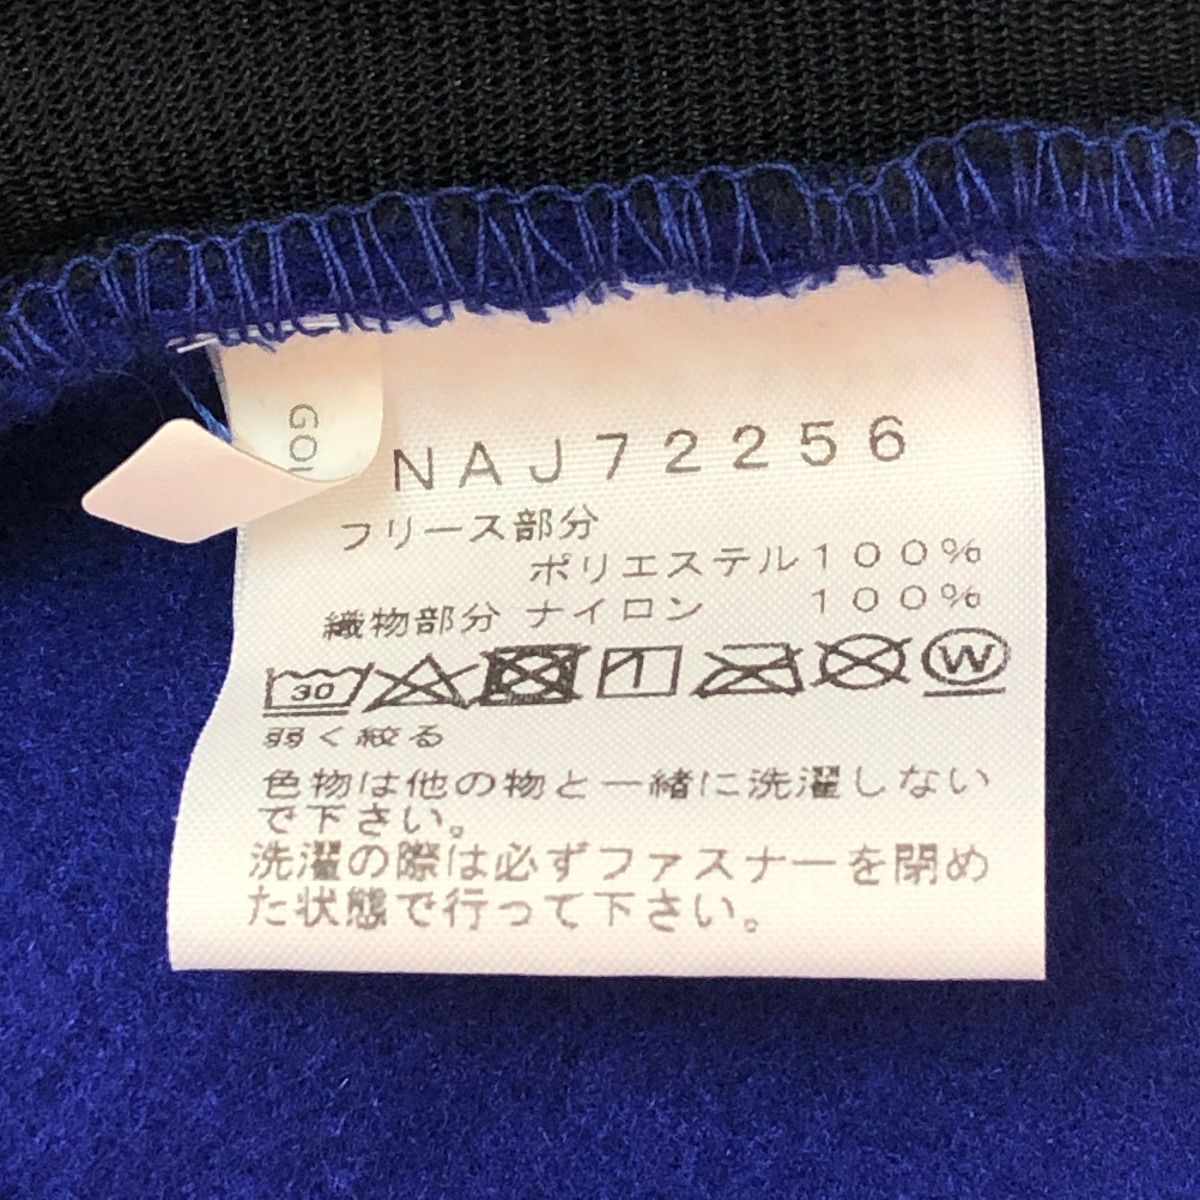 NAJ72256
フリース部分
ポリエステル100%
織物部分 ナイロン 100%
30 W
弱く絞る
色物は他の物と一緒に洗濯しない
で下さい。
洗濯の際は必ずファスナーを閉め
た状態で行って下さい。